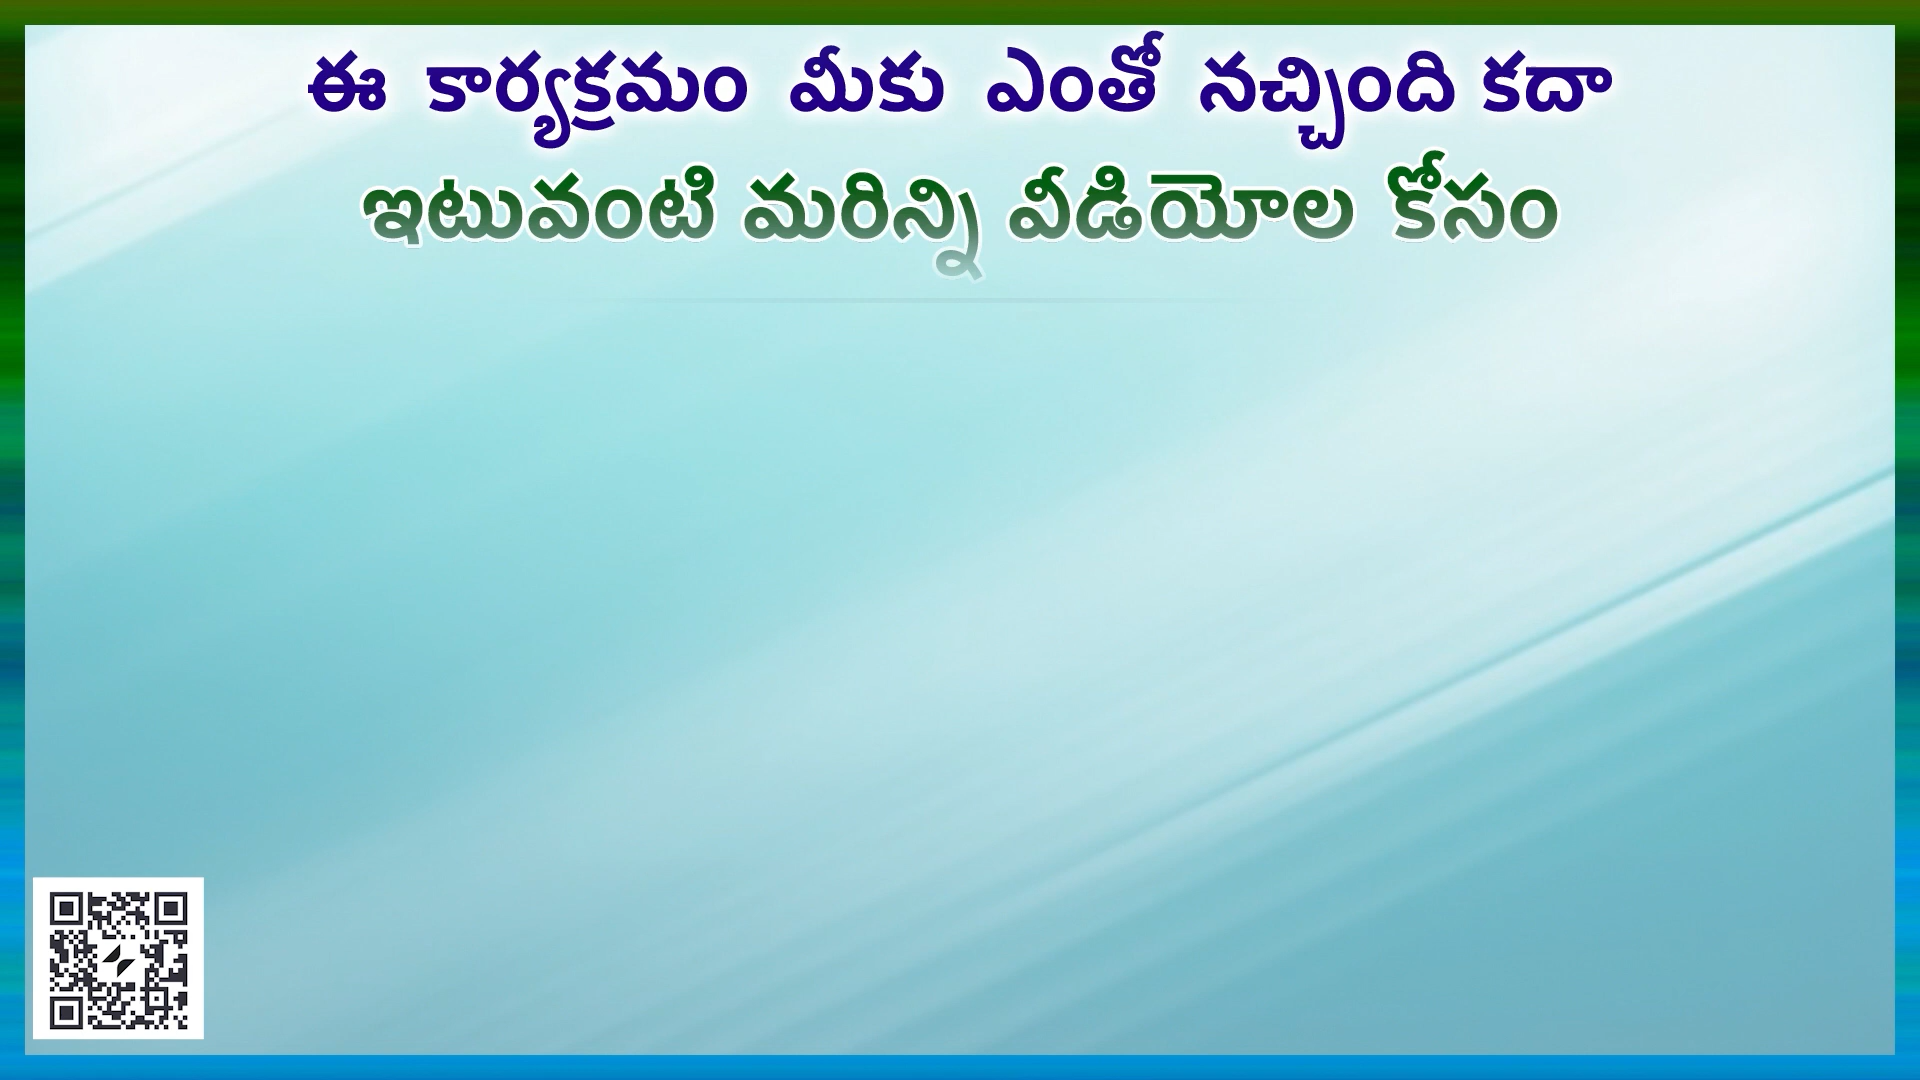 ఈ కార్యక్రమం మీకు ఎంతో నచ్చింది కదా
ఇటువంటి మరిన్ని వీడియోల కోసం